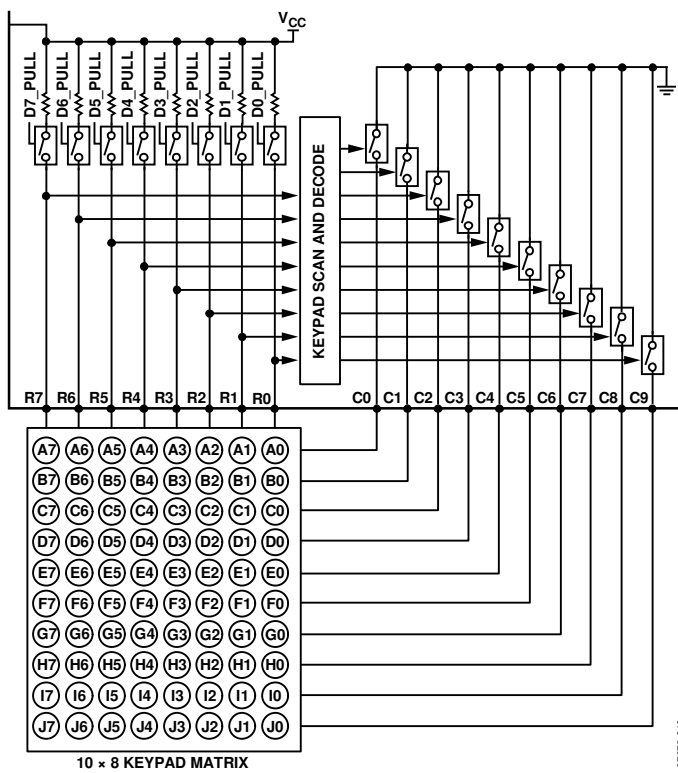 VCC
D7_PULL
D6_PULL
D5_PULL
D4_PULL
D3_PULL
D2_PULL
D1_PULL
D0_PULL
KEYPAD SCAN AND DECODE
R7 R6 R5 R4 R3 R2 R1 R0 C0 C1 C2 C3 C4 C5 C6 C7 C8 C9
A7 A6 A5 A4 A3 A2 A1 A0
B7 B6 B5 B4 B3 B2 B1 B0
C7 C6 C5 C4 C3 C2 C1 C0
D7 D6 D5 D4 D3 D2 D1 D0
E7 E6 E5 E4 E3 E2 E1 E0
F7 F6 F5 F4 F3 F2 F1 F0
G7 G6 G5 G4 G3 G2 G1 G0
H7 H6 H5 H4 H3 H2 H1 H0
I7 I6 I5 I4 I3 I2 I1 I0
J7 J6 J5 J4 J3 J2 J1 J0
10 × 8 KEYPAD MATRIX